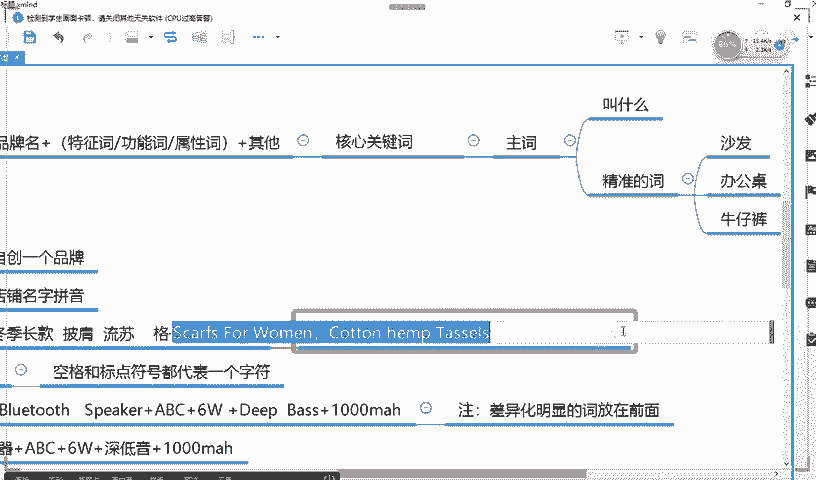 标题.xmind
检测到学生画面卡顿，请关闭其他无关软件 (CPU过高告警)
86%
叫什么
品牌名+（特征词/功能词/属性词）+其他 核心关键词 主词 沙发
精准的词 办公桌
牛仔裤
自创一个品牌
店铺名字拼音
冬季长款 披肩 流苏 格 Scarfs For Women，Cotton hemp Tassels
空格和标点符号都代表一个字符
Bluetooth Speaker+ABC+6W +Deep Bass+1000mah 注：差异化明显的词放在前面
器+ABC+6W+深低音+1000mah